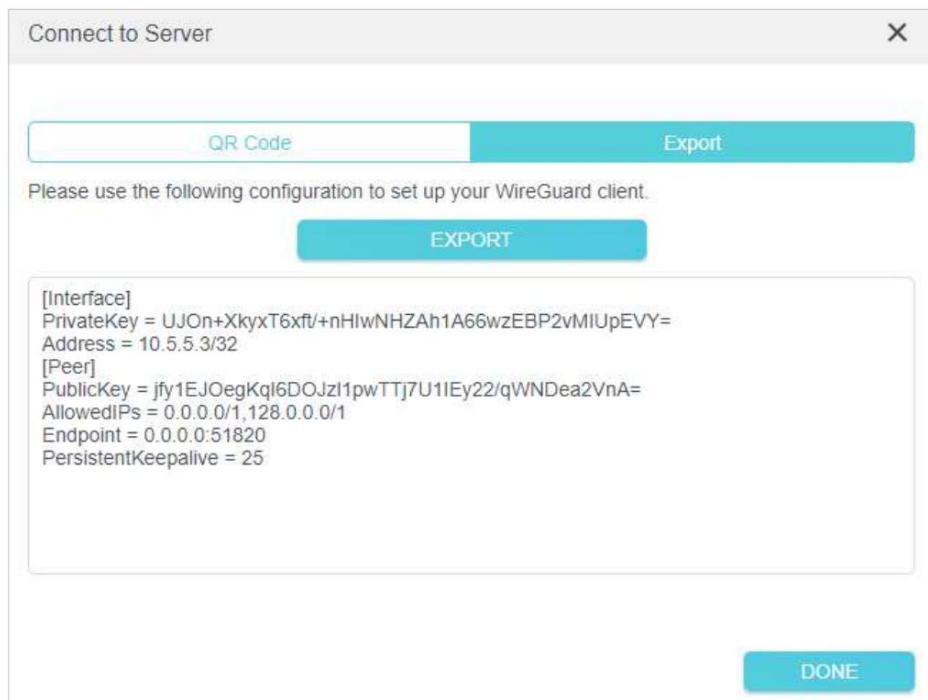 Connect to Server
QR Code
Export
Please use the following configuration to set up your WireGuard client.
EXPORT
[Interface]
PrivateKey = UJOn+XkyxT6xft/+nHIwNHZAh1A66wzEBP2vMIUpEVY=
Address = 10.5.5.3/32
[Peer]
PublicKey = jfy1EJOegKqI6DOJzI1pwTTj7U1IEy22/qWNDea2VnA=
AllowedIPs = 0.0.0.0/1,128.0.0.0/1
Endpoint = 0.0.0.0:51820
PersistentKeepalive = 25
DONE